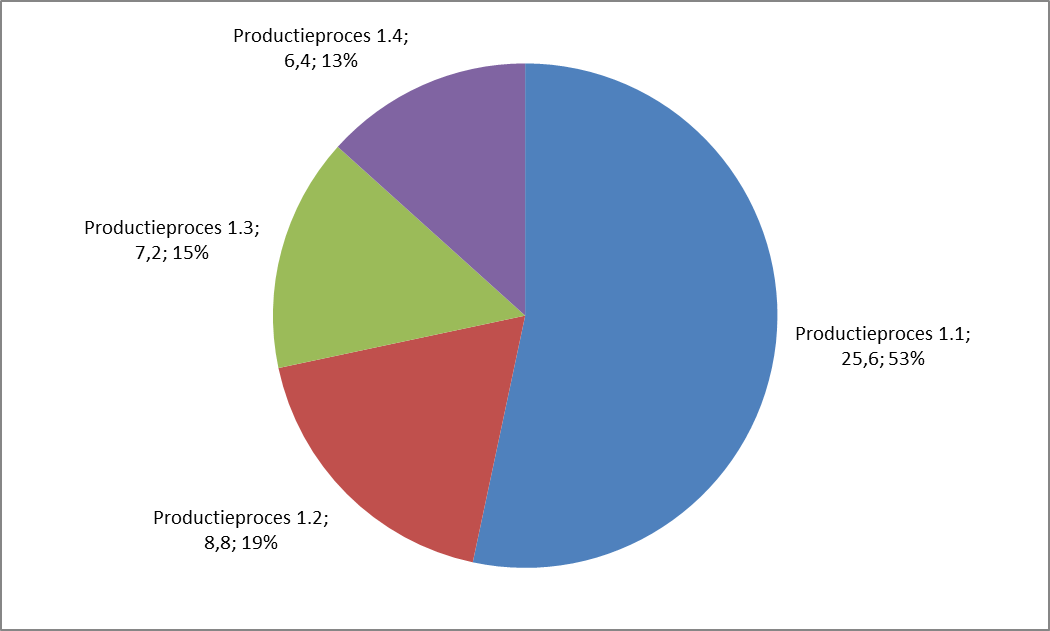 Productieproces 1.4;
6,4; 13%
Productieproces 1.3;
7,2; 15%
Productieproces 1.1;
25,6; 53%
Productieproces 1.2;
8,8; 19%